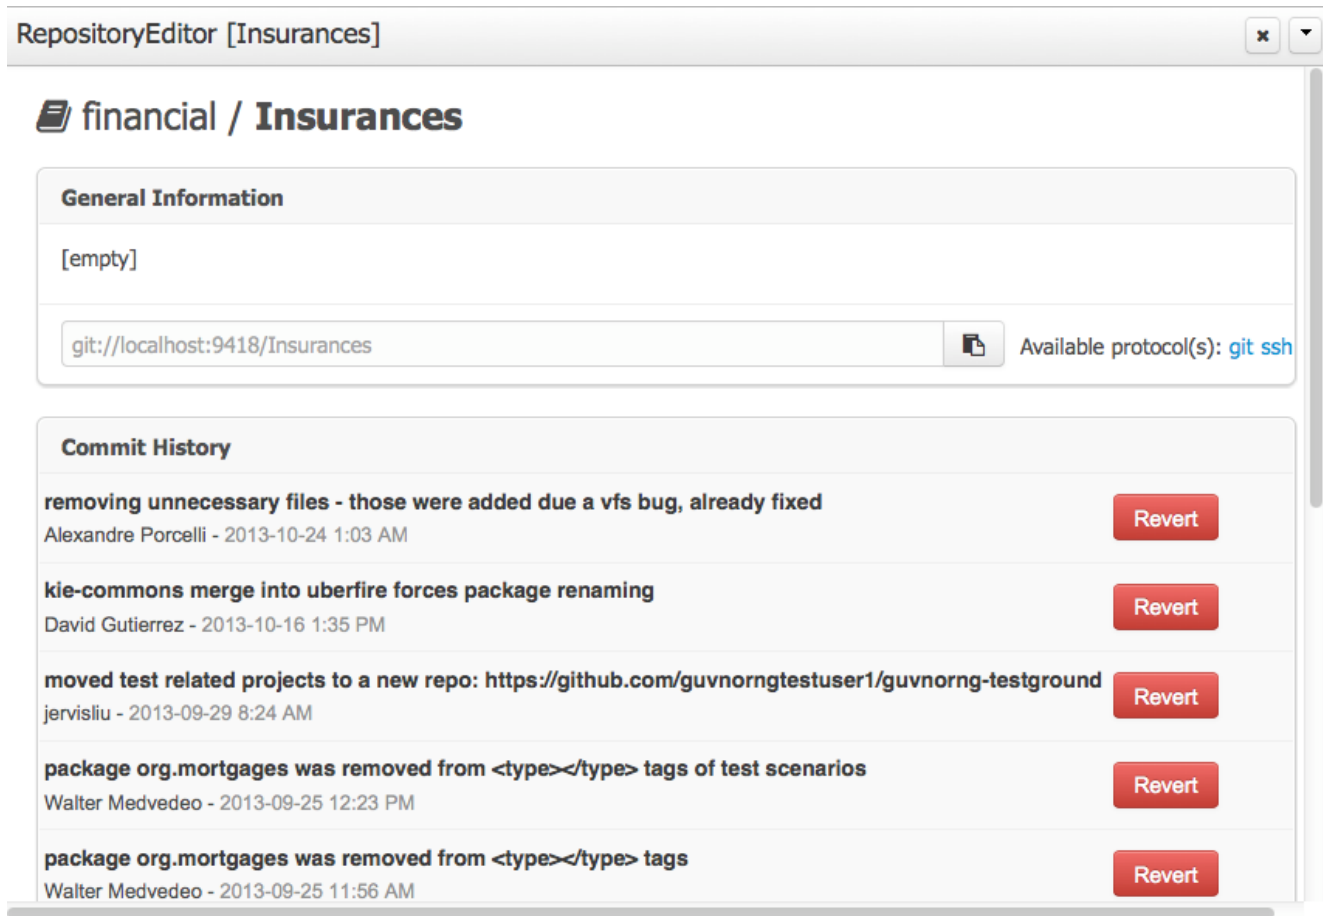 RepositoryEditor [Insurances]
financial / Insurances
General Information
[empty]
git://localhost:9418/Insurances
Available protocol(s): git ssh
Commit History
removing unnecessary files - those were added due a vfs bug, already fixed
Alexandre Porcelli - 2013-10-24 1:03 AM
Revert
kie-commons merge into uberfire forces package renaming
David Gutierrez - 2013-10-16 1:35 PM
Revert
moved test related projects to a new repo: https://github.com/guvnorngtestuser1/guvnorng-testground
jervisliu - 2013-09-29 8:24 AM
Revert
package org.mortgages was removed from <type></type> tags of test scenarios
Walter Medvedeo - 2013-09-25 12:23 PM
Revert
package org.mortgages was removed from <type></type> tags
Walter Medvedeo - 2013-09-25 11:56 AM
Revert